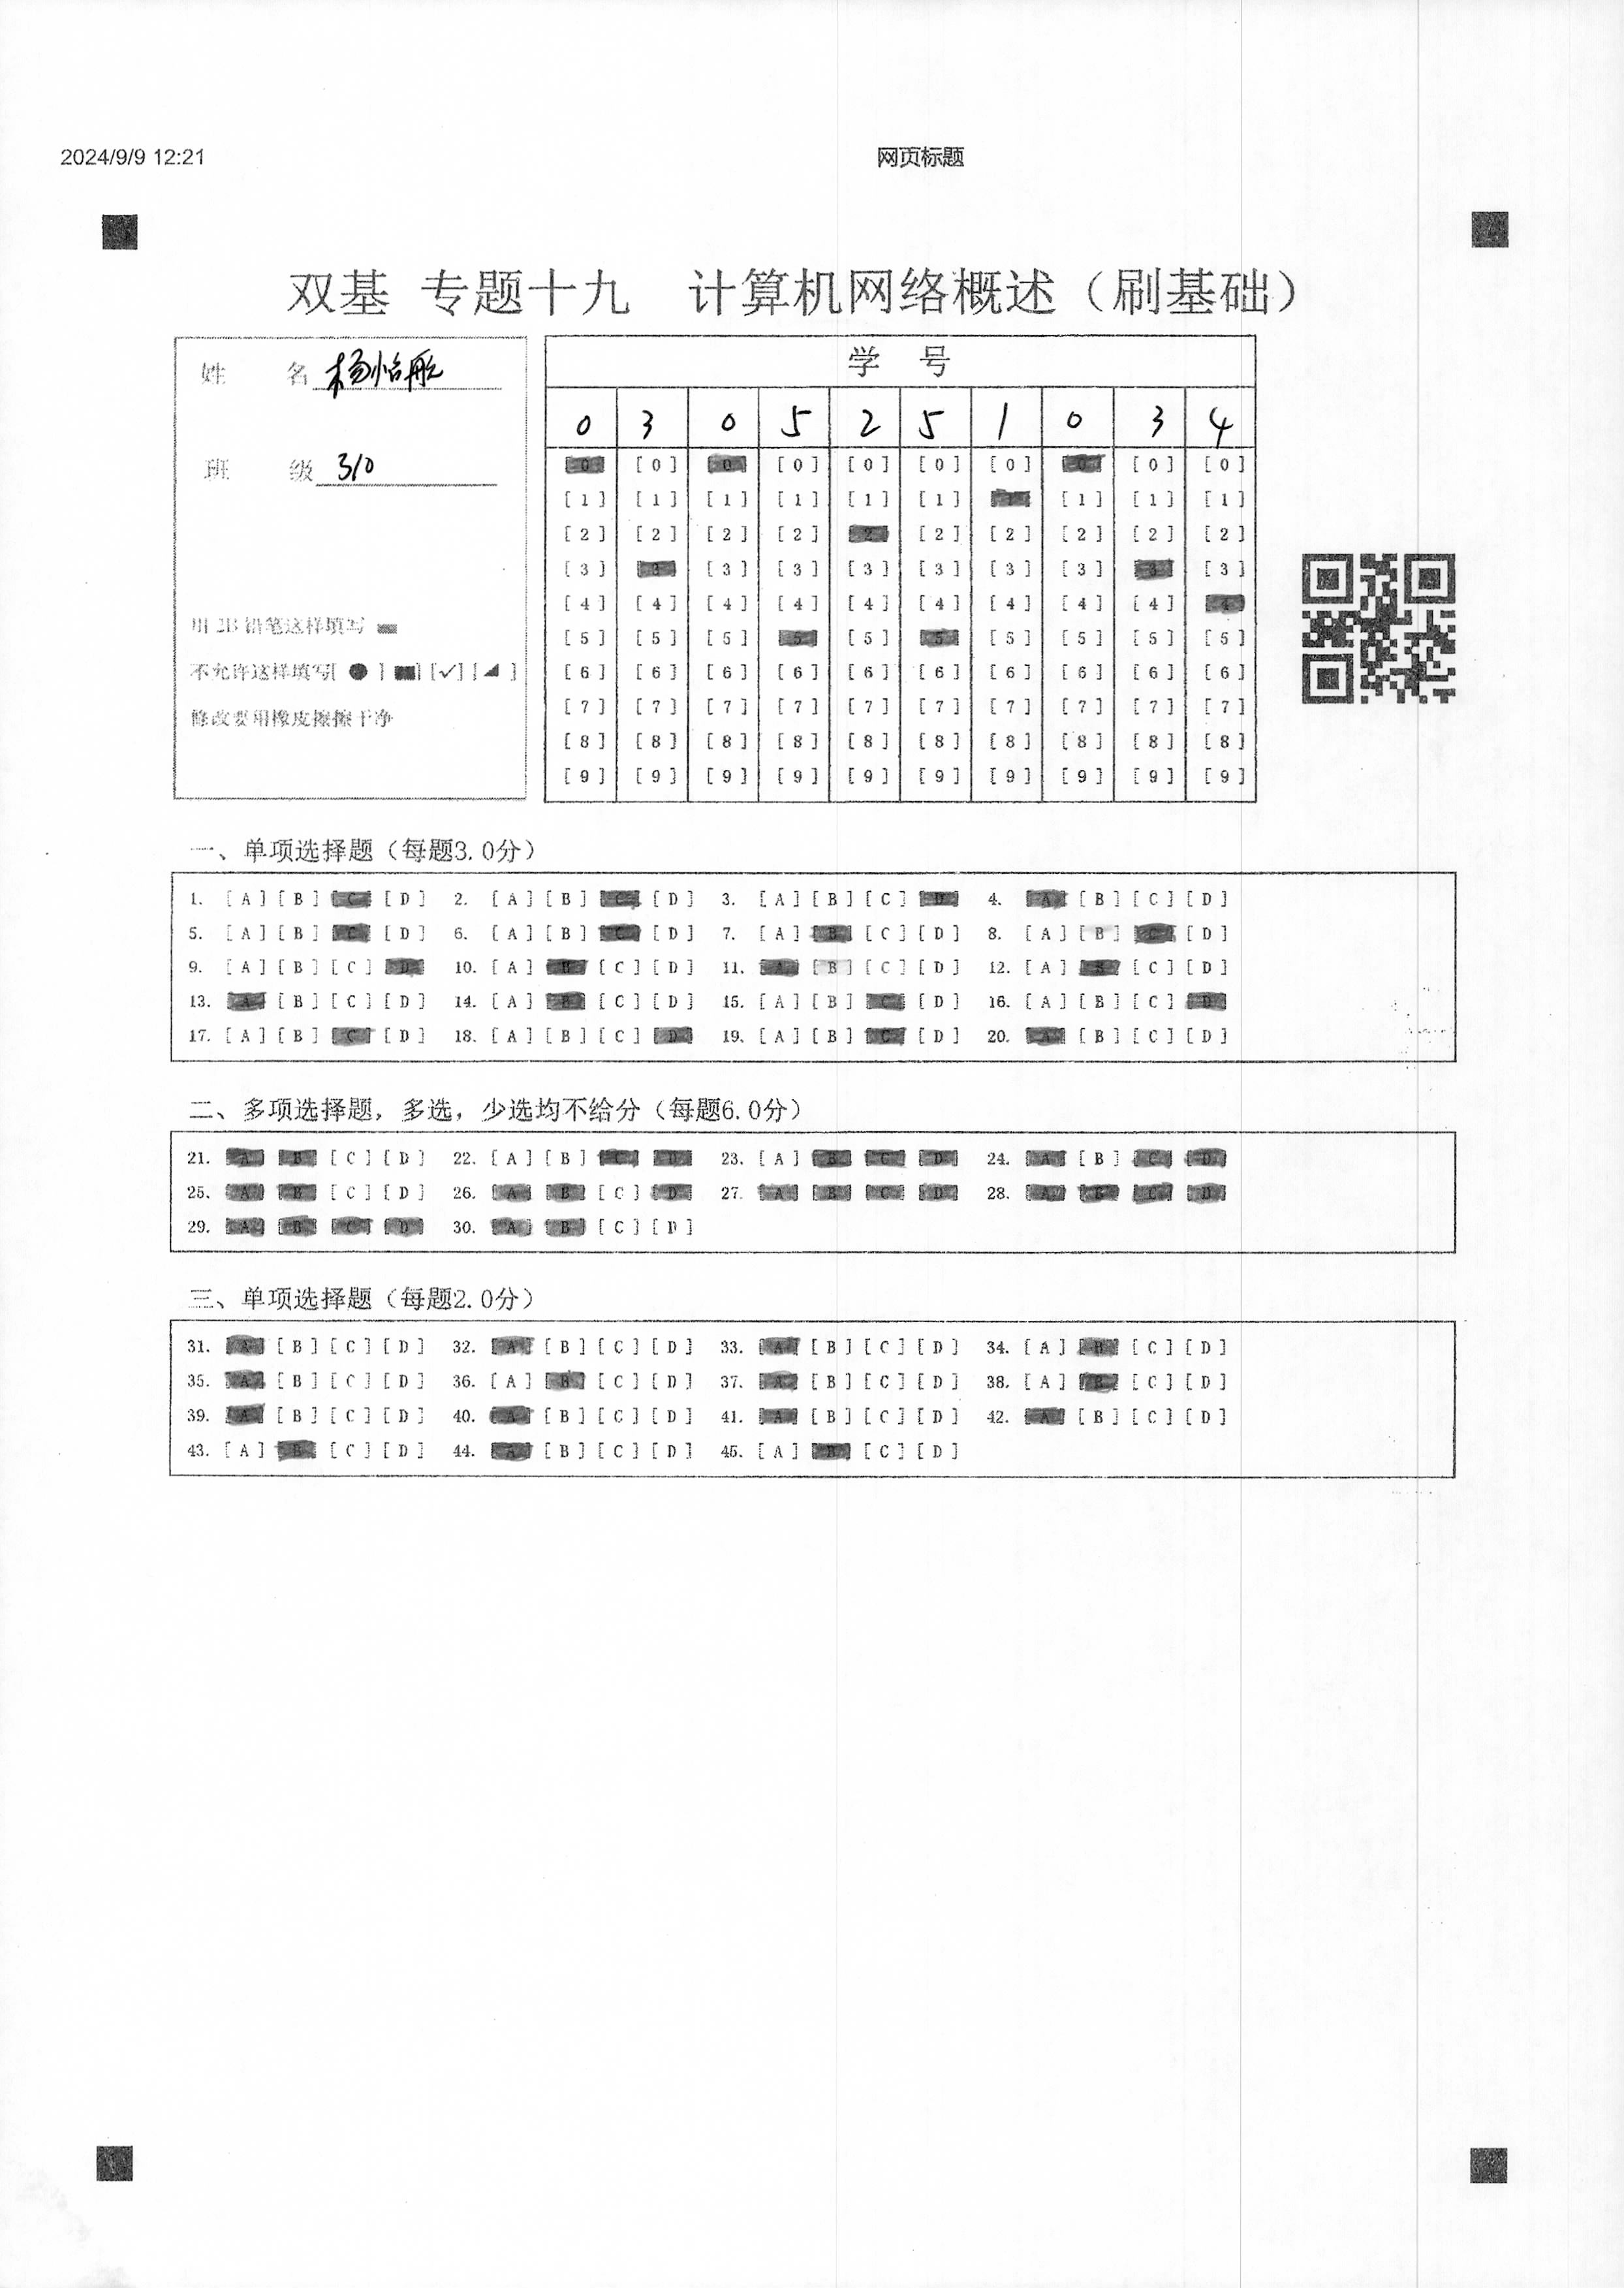 2024/9/9 12:21
网页标题
双基 专题十九 计算机网络概述（刷基础）
姓 名 杨怡彤
班 级 310
用 2B 铅笔这样填写
不允许这样填写[ ● ] [■] [✓] [◢ ]
修改要用橡皮擦擦干净
学 号
0 3 0 5 2 5 1 0 3 4
[0] [0] [0] [0] [0] [0] [0] [0] [0] [0]
[1] [1] [1] [1] [1] [1] [1] [1] [1] [1]
[2] [2] [2] [2] [2] [2] [2] [2] [2] [2]
[3] [3] [3] [3] [3] [3] [3] [3] [3] [3]
[4] [4] [4] [4] [4] [4] [4] [4] [4] [4]
[5] [5] [5] [5] [5] [5] [5] [5] [5] [5]
[6] [6] [6] [6] [6] [6] [6] [6] [6] [6]
[7] [7] [7] [7] [7] [7] [7] [7] [7] [7]
[8] [8] [8] [8] [8] [8] [8] [8] [8] [8]
[9] [9] [9] [9] [9] [9] [9] [9] [9] [9]
一、单项选择题（每题3.0分）
1. [A] [B] [C] [D] 2. [A] [B] [C] [D] 3. [A] [B] [C] [D] 4. [A] [B] [C] [D]
5. [A] [B] [C] [D] 6. [A] [B] [C] [D] 7. [A] [B] [C] [D] 8. [A] [B] [C] [D]
9. [A] [B] [C] [D] 10. [A] [B] [C] [D] 11. [A] [B] [C] [D] 12. [A] [B] [C] [D]
13. [A] [B] [C] [D] 14. [A] [B] [C] [D] 15. [A] [B] [C] [D] 16. [A] [B] [C] [D]
17. [A] [B] [C] [D] 18. [A] [B] [C] [D] 19. [A] [B] [C] [D] 20. [A] [B] [C] [D]
二、多项选择题，多选，少选均不给分（每题6.0分）
21. [A] [B] [C] [D] 22. [A] [B] [C] [D] 23. [A] [B] [C] [D] 24. [A] [B] [C] [D]
25. [A] [B] [C] [D] 26. [A] [B] [C] [D] 27. [A] [B] [C] [D] 28. [A] [B] [C] [D]
29. [A] [B] [C] [D] 30. [A] [B] [C] [D]
三、单项选择题（每题2.0分）
31. [A] [B] [C] [D] 32. [A] [B] [C] [D] 33. [A] [B] [C] [D] 34. [A] [B] [C] [D]
35. [A] [B] [C] [D] 36. [A] [B] [C] [D] 37. [A] [B] [C] [D] 38. [A] [B] [C] [D]
39. [A] [B] [C] [D] 40. [A] [B] [C] [D] 41. [A] [B] [C] [D] 42. [A] [B] [C] [D]
43. [A] [B] [C] [D] 44. [A] [B] [C] [D] 45. [A] [B] [C] [D]